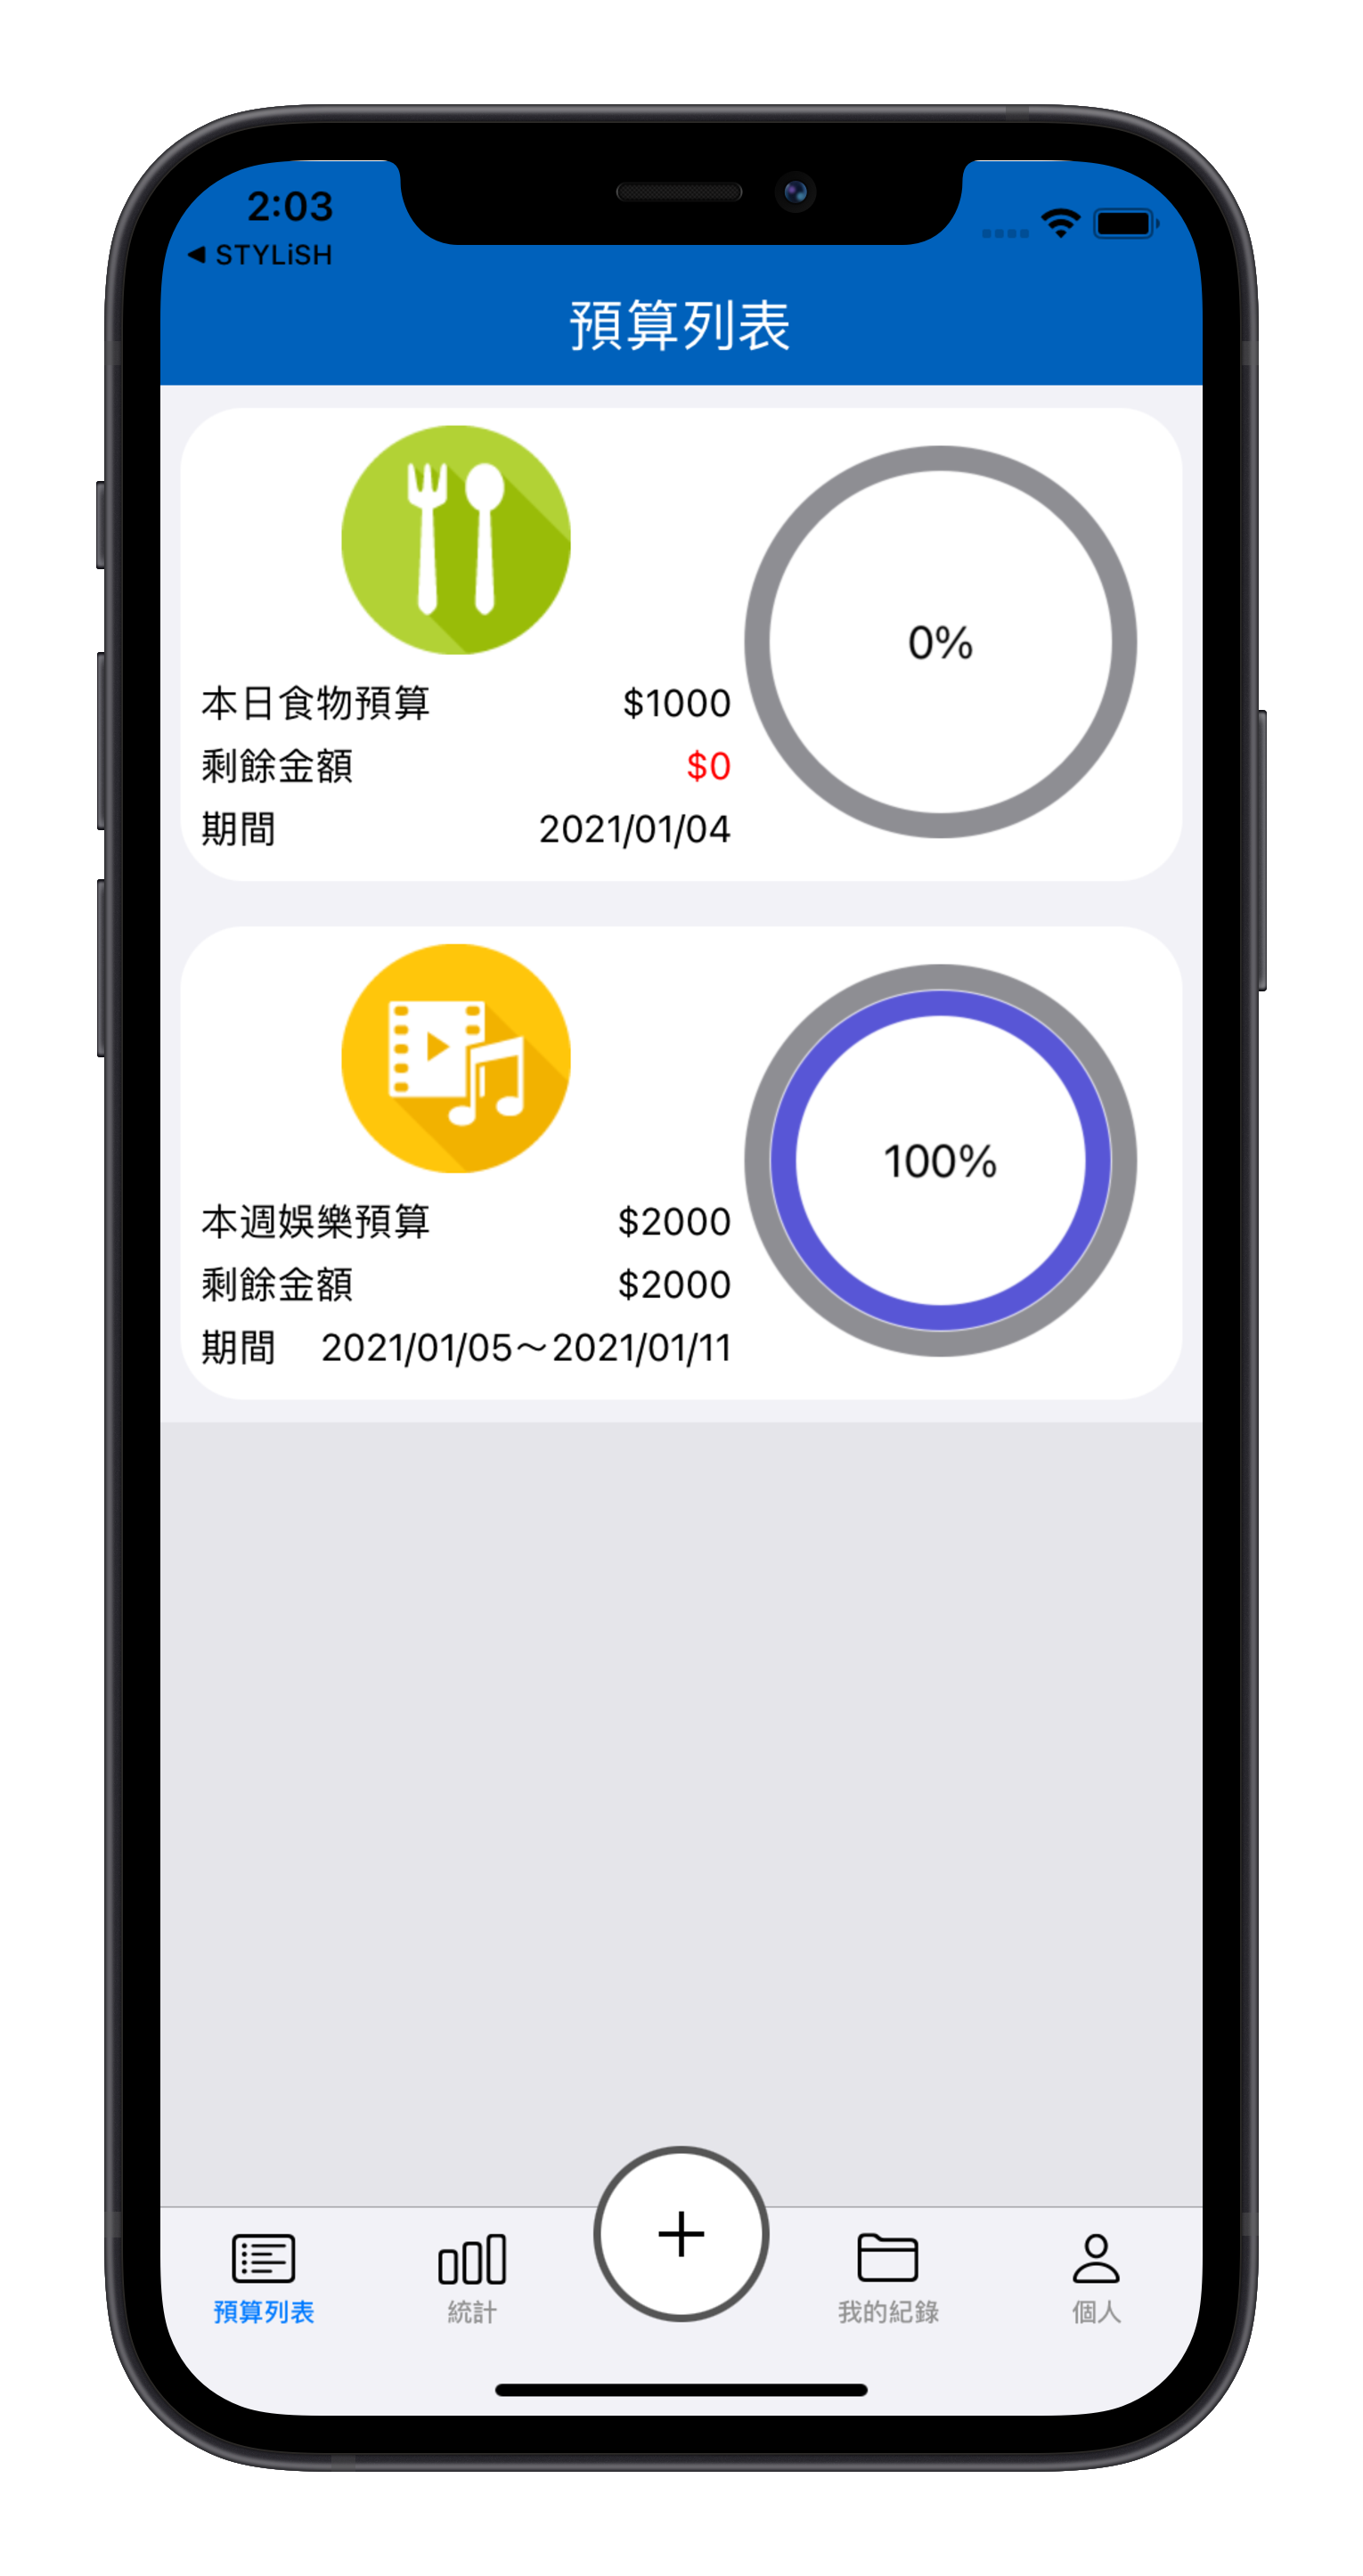 2:03
◀ STYLiSH
預算列表
0%
本日食物預算 $1000
剩餘金額 $0
期間 2021/01/04
100%
本週娛樂預算 $2000
剩餘金額 $2000
期間 2021/01/05～2021/01/11
預算列表 統計 + 我的紀錄 個人